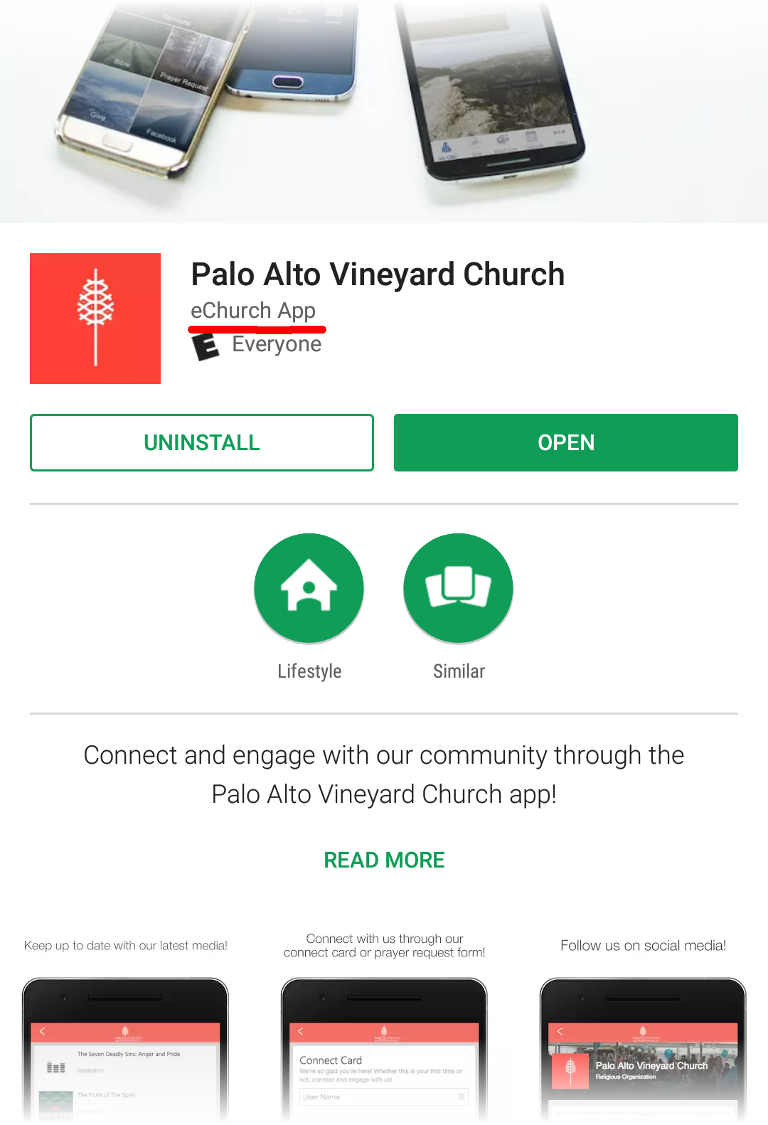 Sermons
Bible
Prayer Request
Give
Facebook
Palo Alto Vineyard Church
eChurch App
E Everyone
UNINSTALL
OPEN
Lifestyle
Similar
Connect and engage with our community through the
Palo Alto Vineyard Church app!
READ MORE
Keep up to date with our latest media!
Connect with us through our
connect card or prayer request form!
Follow us on social media!
The Seven Deadly Sins: Anger and Pride
The Fruits of The Spirit
Connect Card
We're so glad you're here! Whether this is your first time or
not, connect and engage with us!
User Name
Palo Alto Vineyard Church
Religious Organization